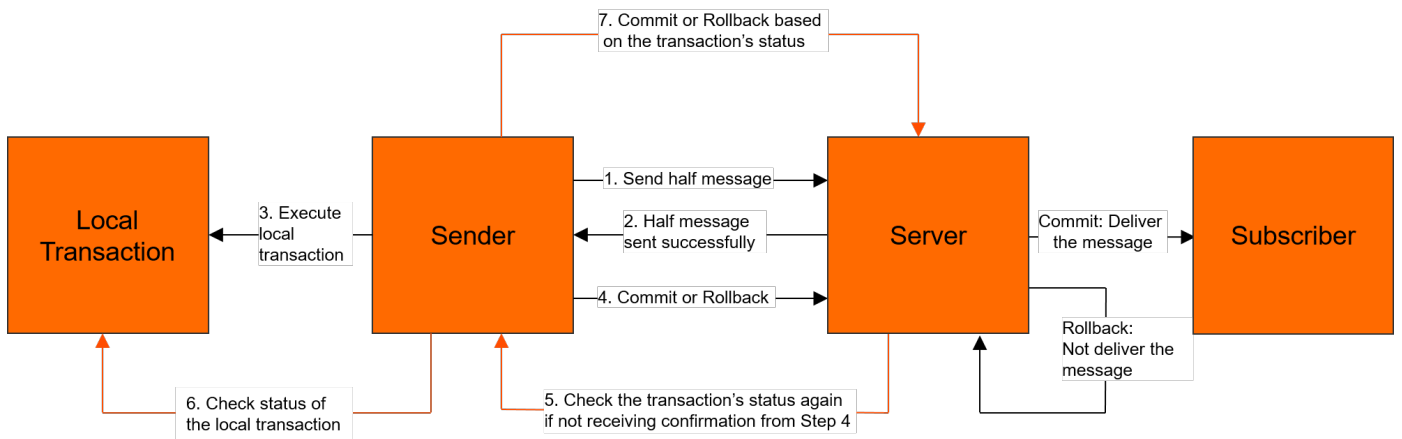 7. Commit or Rollback based
on the transaction’s status
Local
Transaction
3. Execute
local
transaction
Sender
1. Send half message
2. Half message
sent successfully
4. Commit or Rollback
Server
Commit: Deliver
the message
Subscriber
Rollback:
Not deliver the
message
6. Check status of
the local transaction
5. Check the transaction’s status again
if not receiving confirmation from Step 4